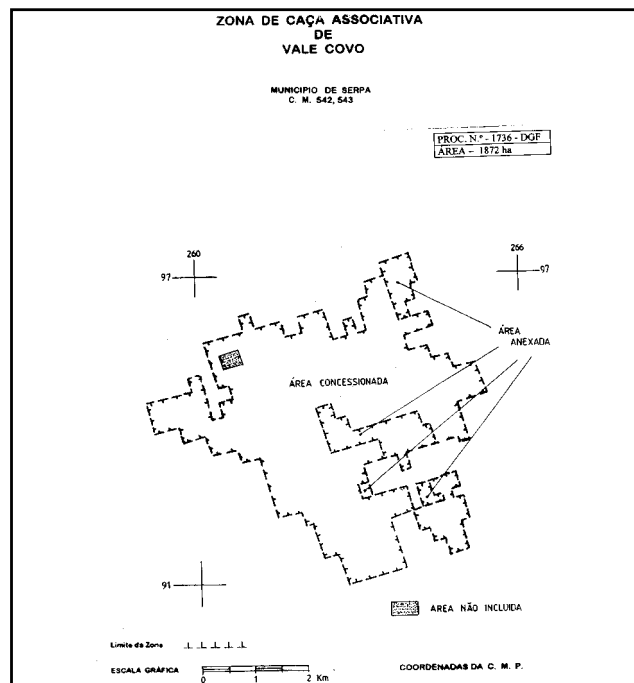 ZONA DE CAÇA ASSOCIATIVA
DE
VALE COVO
MUNICIPIO DE SERPA
C. M. 542, 543
PROC. N.º - 1736 - DGF
ÁREA - 1872 ha
260
97
266
97
ÁREA
ANEXADA
ÁREA CONCESSIONADA
91
AREA NÃO INCLUIDA
Limite da Zona
ESCALA GRÁFICA
0 1 2 Km
COORDENADAS DA C. M. P.